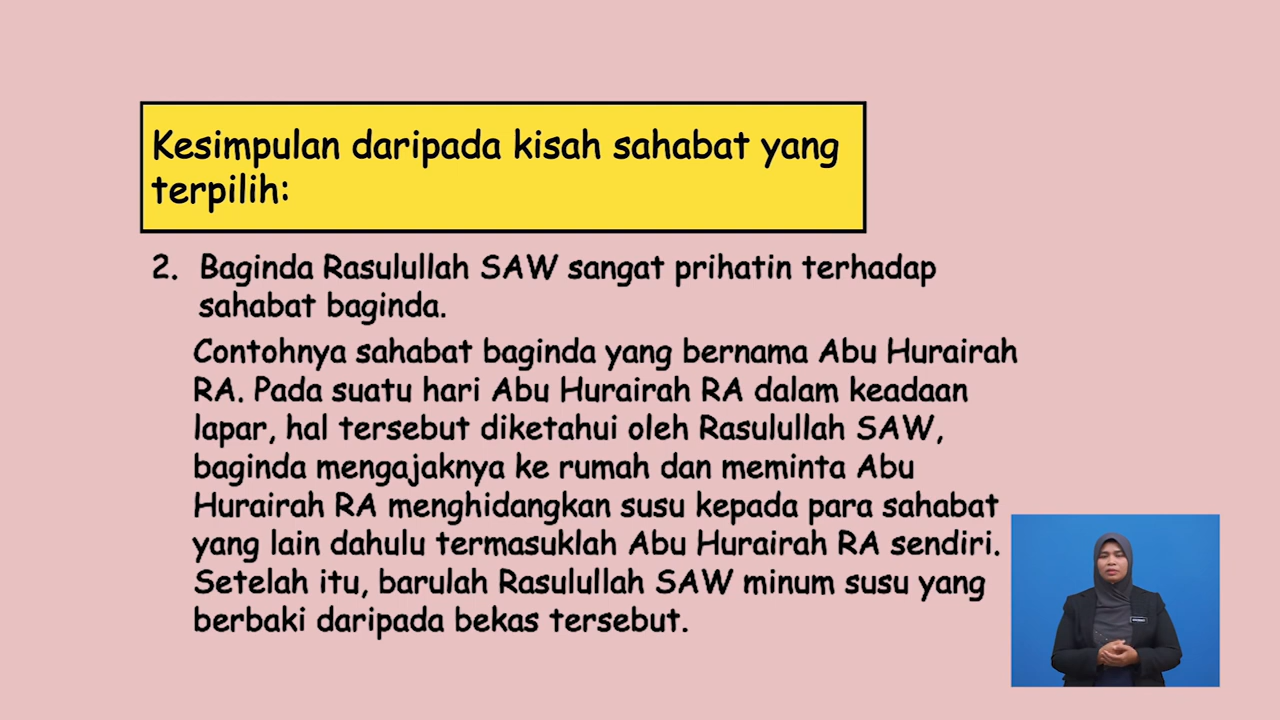 Kesimpulan daripada kisah sahabat yang
terpilih:
2. Baginda Rasulullah SAW sangat prihatin terhadap
sahabat baginda.
Contohnya sahabat baginda yang bernama Abu Hurairah
RA. Pada suatu hari Abu Hurairah RA dalam keadaan
lapar, hal tersebut diketahui oleh Rasulullah SAW,
baginda mengajaknya ke rumah dan meminta Abu
Hurairah RA menghidangkan susu kepada para sahabat
yang lain dahulu termasuklah Abu Hurairah RA sendiri.
Setelah itu, barulah Rasulullah SAW minum susu yang
berbaki daripada bekas tersebut.